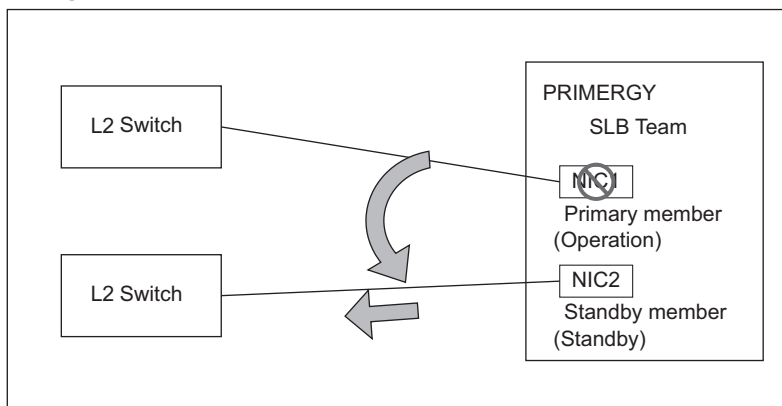 L2 Switch
PRIMERGY
SLB Team
NIC1
Primary member
(Operation)
L2 Switch
NIC2
Standby member
(Standby)